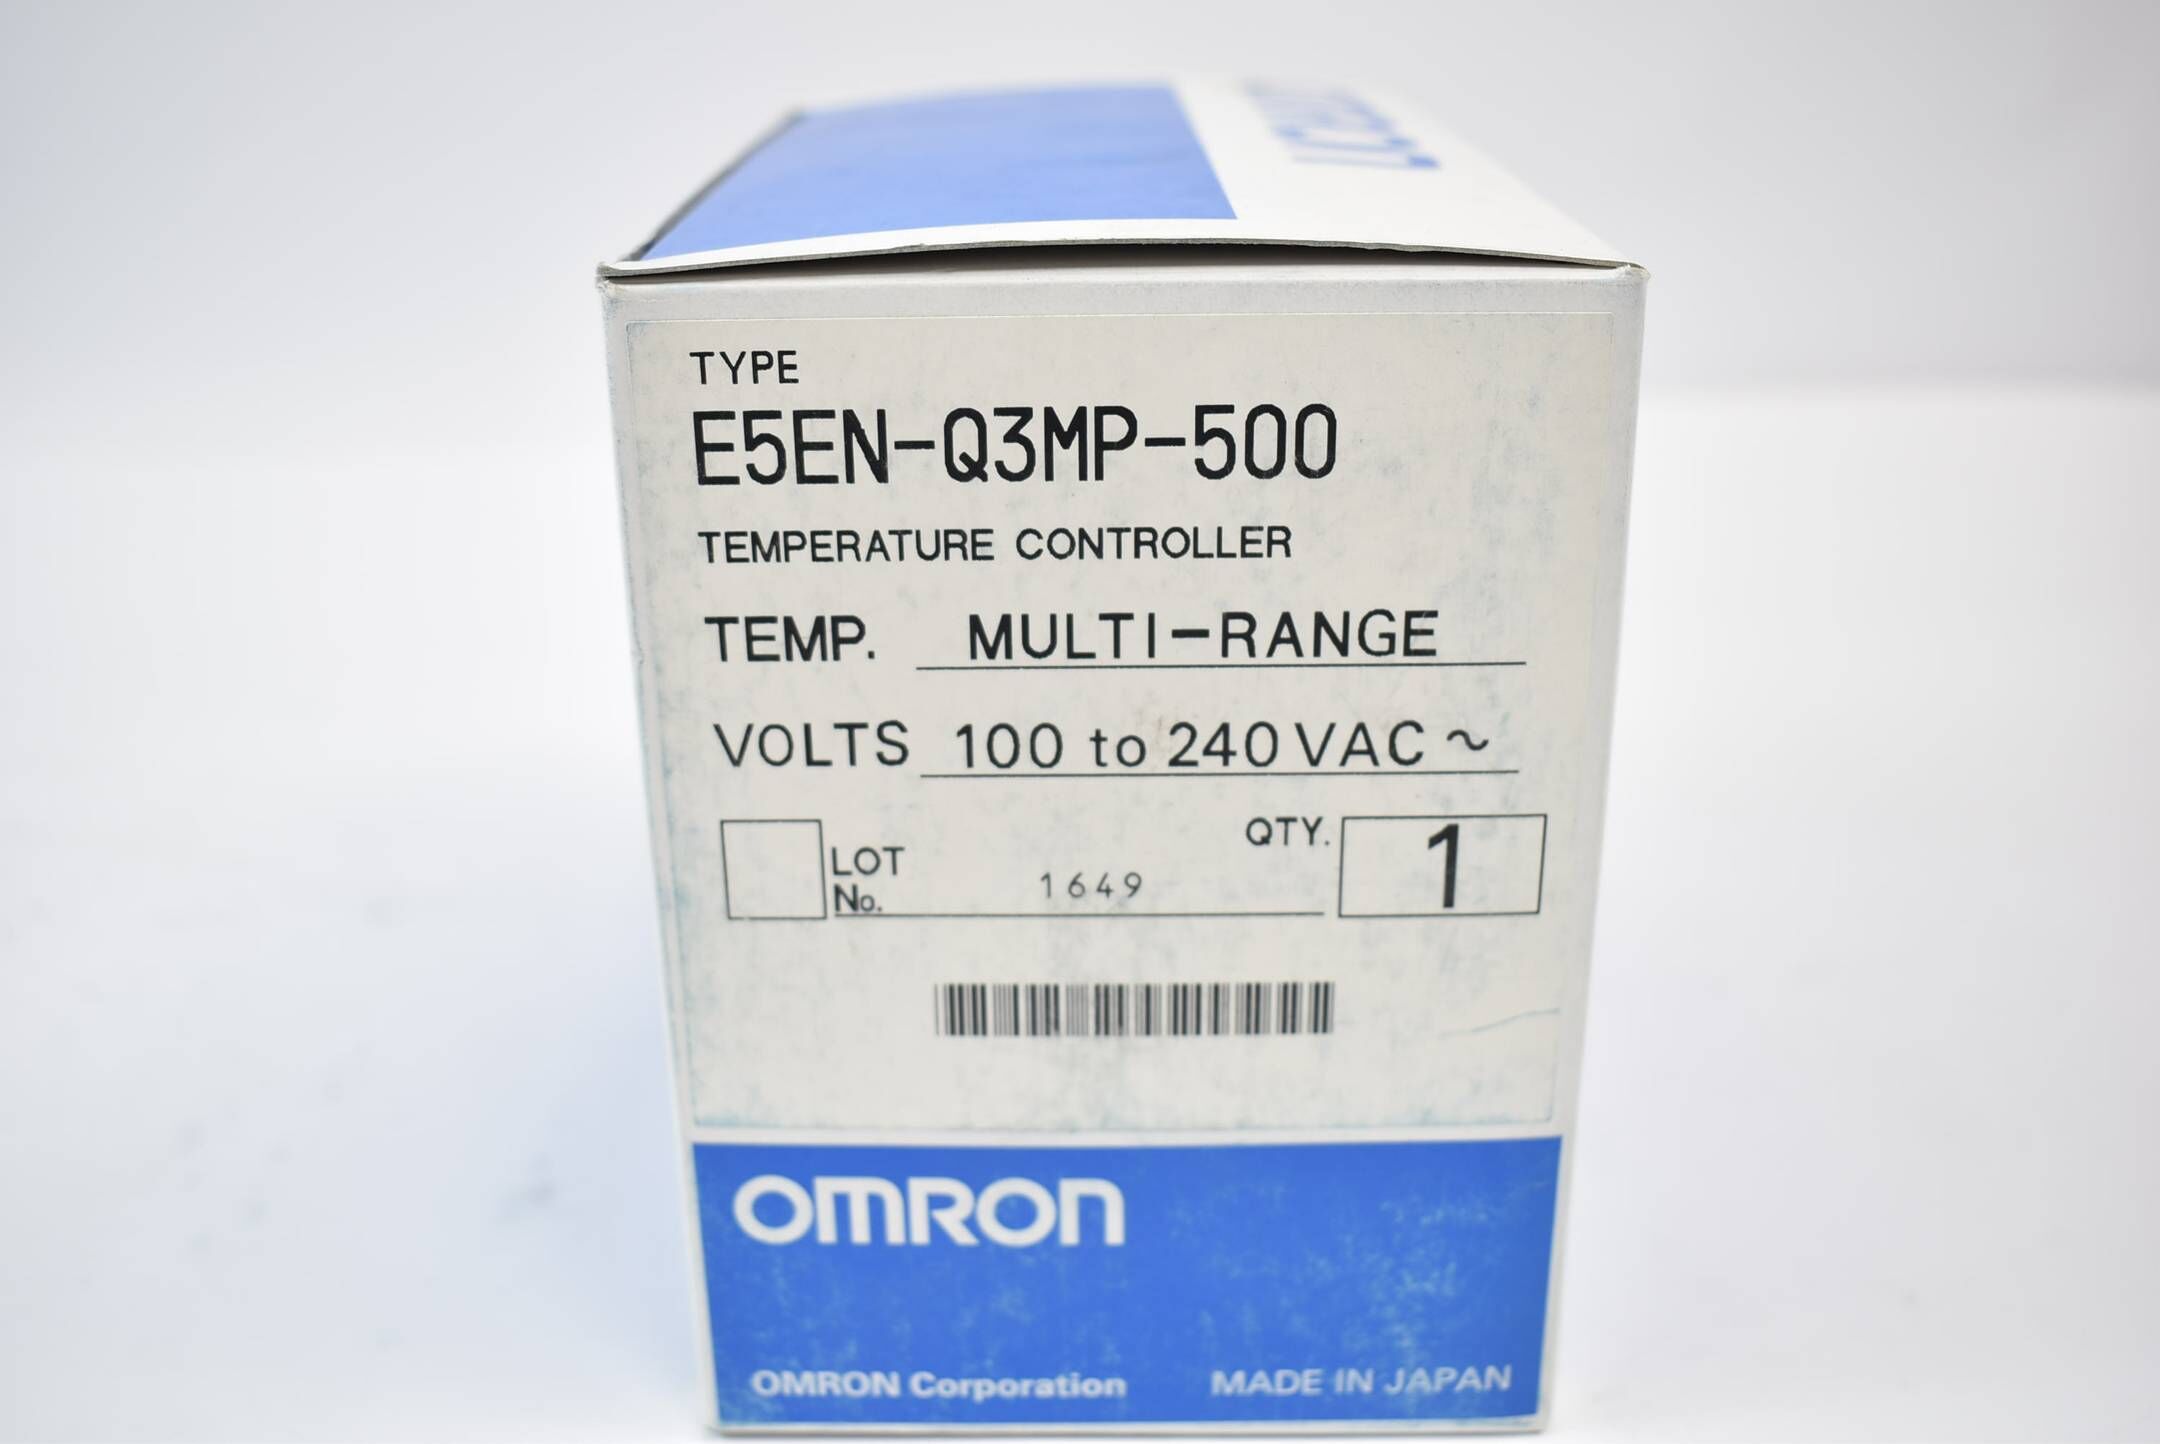 TYPE
E5EN-Q3MP-500
TEMPERATURE CONTROLLER
TEMP. MULTI-RANGE
VOLTS 100 to 240 VAC ~
LOT No. 1649 QTY. 1
OMRON
OMRON Corporation MADE IN JAPAN